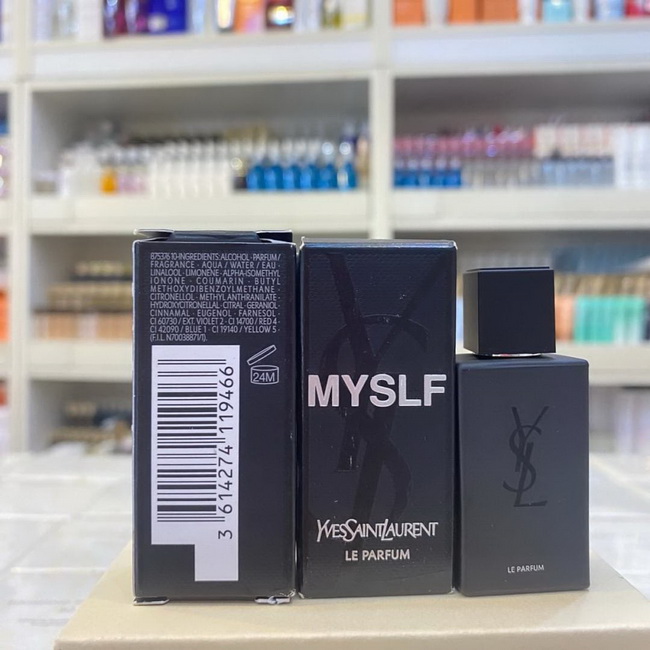 875376 10-INGREDIENTS: ALCOHOL · PARFUM /
FRAGRANCE · AQUA / WATER / EAU ·
LINALOOL · LIMONENE · ALPHA-ISOMETHYL
IONONE · COUMARIN · BUTYL
METHOXYDIBENZOYLMETHANE ·
CITRONELLOL · METHYL ANTHRANILATE ·
HYDROXYCITRONELLAL · CITRAL · GERANIOL ·
CINNAMAL · EUGENOL · FARNESOL ·
CI 60730 / EXT. VIOLET 2 · CI 14700 / RED 4
CI 42090 / BLUE 1 · CI 19140 / YELLOW 5 ·
(F.I.L. N70038871/1).
24M
3 614274 119466
MYSLF
YVESSAINTLAURENT
LE PARFUM
YSL
LE PARFUM